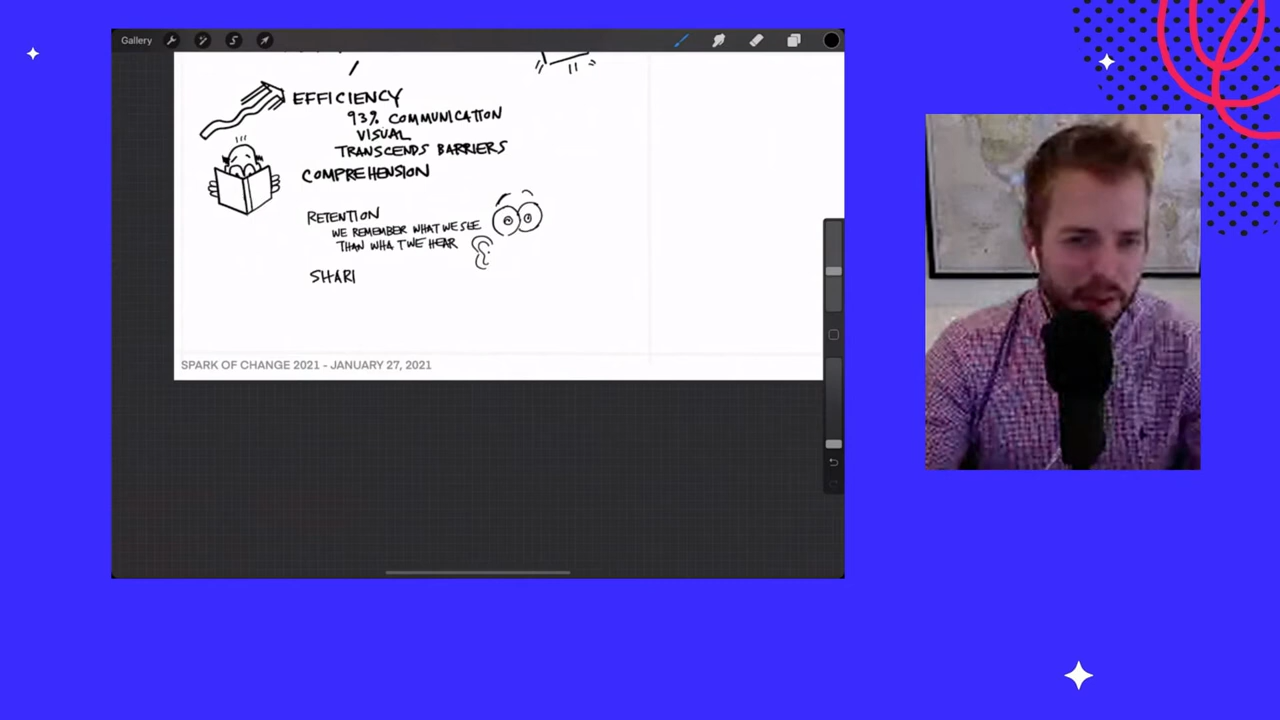 Gallery
EFFICIENCY
93% COMMUNICATION
VISUAL
TRANSCENDS BARRIERS
COMPREHENSION
RETENTION
WE REMEMBER WHAT WE SEE
THAN WHAT WE HEAR
SHARI
SPARK OF CHANGE 2021 - JANUARY 27, 2021